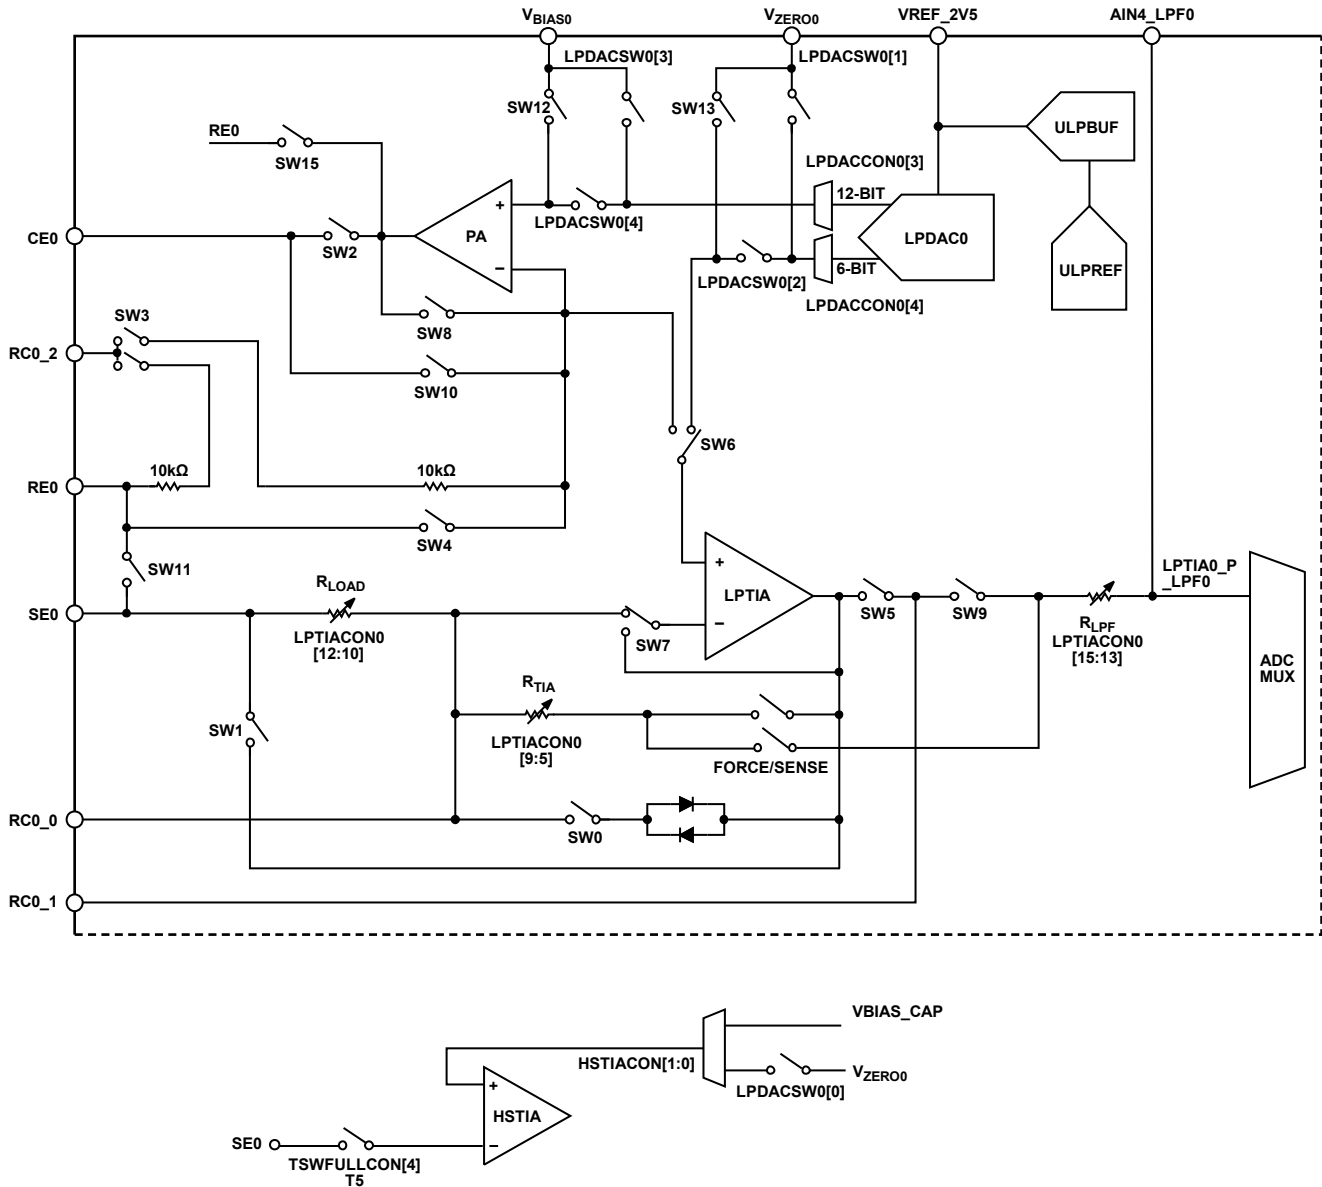 VBIAS0
VZERO0
VREF_2V5
AIN4_LPF0
LPDACSW0[3]
LPDACSW0[1]
SW12
SW13
ULPBUF
RE0
SW15
LPDACCON0[3]
12-BIT
+
PA
−
LPDACSW0[4]
LPDAC0
CE0
SW2
6-BIT
LPDACSW0[2]
LPDACCON0[4]
ULPREF
SW3
SW8
RC0_2
SW10
SW6
10kΩ
10kΩ
RE0
SW4
SW11
RLOAD
LPTIACON0
[12:10]
SE0
+
LPTIA
−
SW7
SW5
SW9
LPTIA0_P
_LPF0
RLPF
LPTIACON0
[15:13]
ADC
MUX
RTIA
LPTIACON0
[9:5]
SW1
FORCE/SENSE
RC0_0
SW0
RC0_1
VBIAS_CAP
HSTIACON[1:0]
VZERO0
LPDACSW0[0]
+
HSTIA
−
SE0
TSWFULLCON[4]
T5